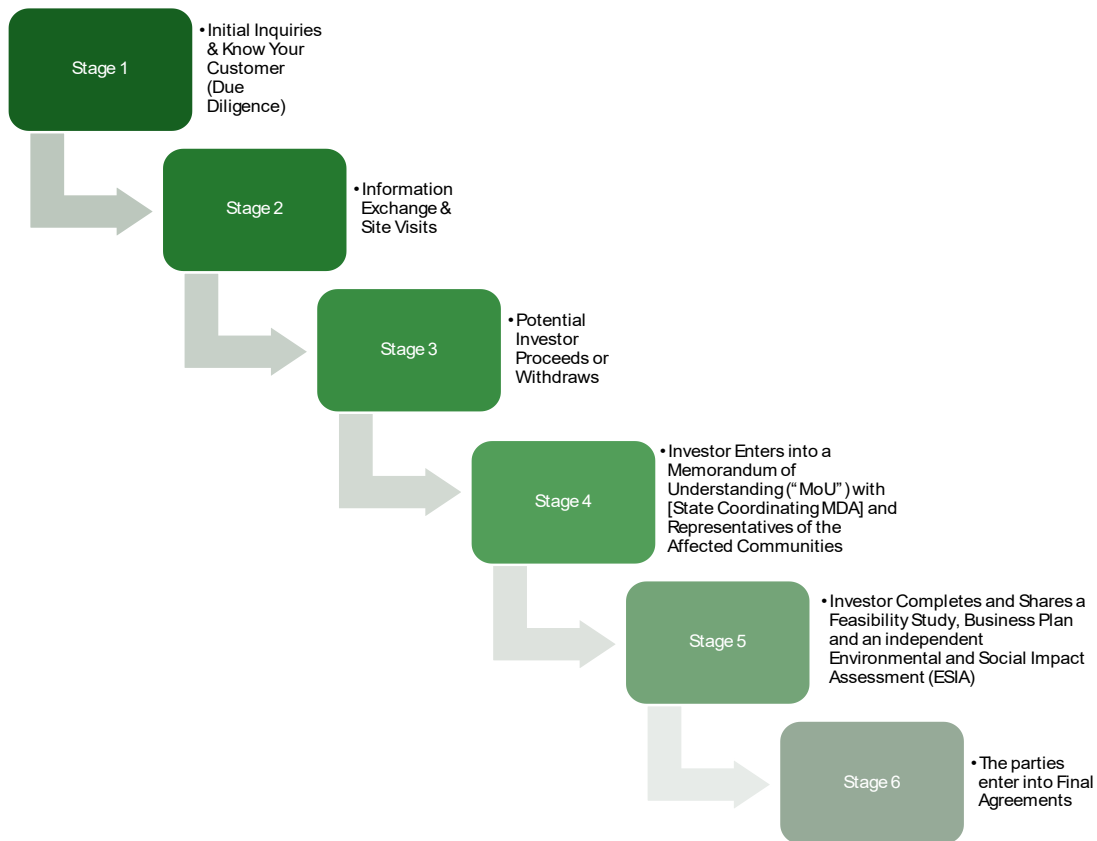 Stage 1
• Initial Inquiries
& Know Your
Customer
(Due
Diligence)
Stage 2
• Information
Exchange &
Site Visits
Stage 3
• Potential
Investor
Proceeds or
Withdraws
Stage 4
• Investor Enters into a
Memorandum of
Understanding (“MoU”) with
[State Coordinating MDA] and
Representatives of the
Affected Communities
Stage 5
• Investor Completes and Shares a
Feasibility Study, Business Plan
and an independent
Environmental and Social Impact
Assessment (ESIA)
Stage 6
• The parties
enter into Final
Agreements